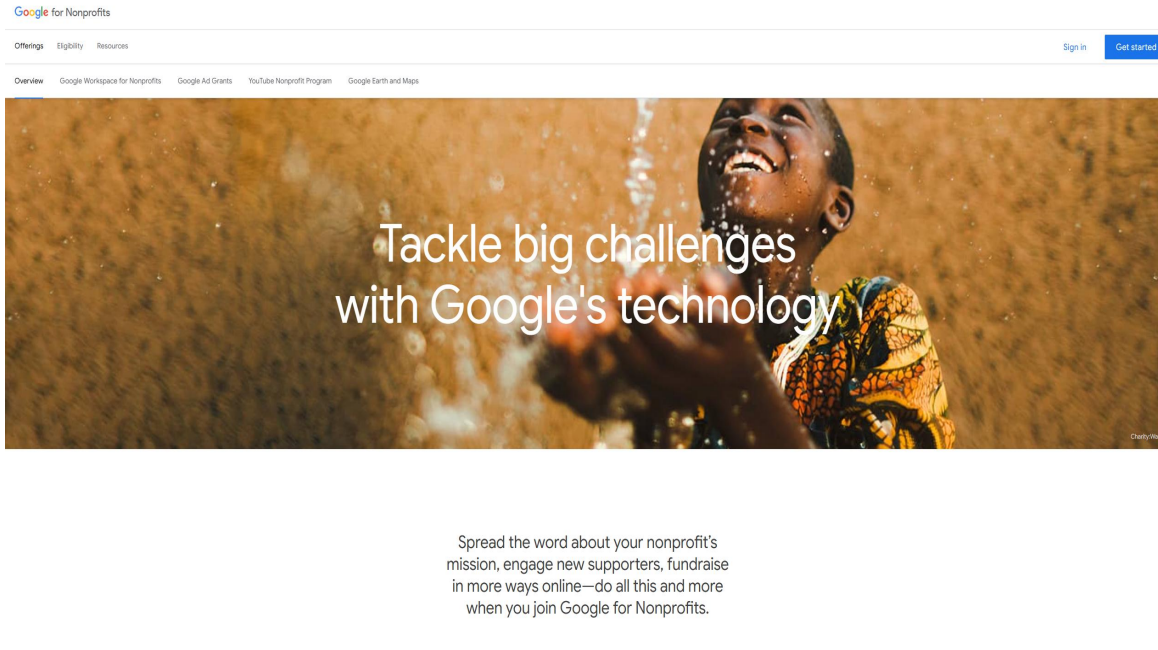 Google for Nonprofits
Offerings Eligibility Resources Sign in Get started
Overview Google Workspace for Nonprofits Google Ad Grants YouTube Nonprofit Program Google Earth and Maps
Tackle big challenges
with Google's technology
Spread the word about your nonprofit's
mission, engage new supporters, fundraise
in more ways online—do all this and more
when you join Google for Nonprofits.